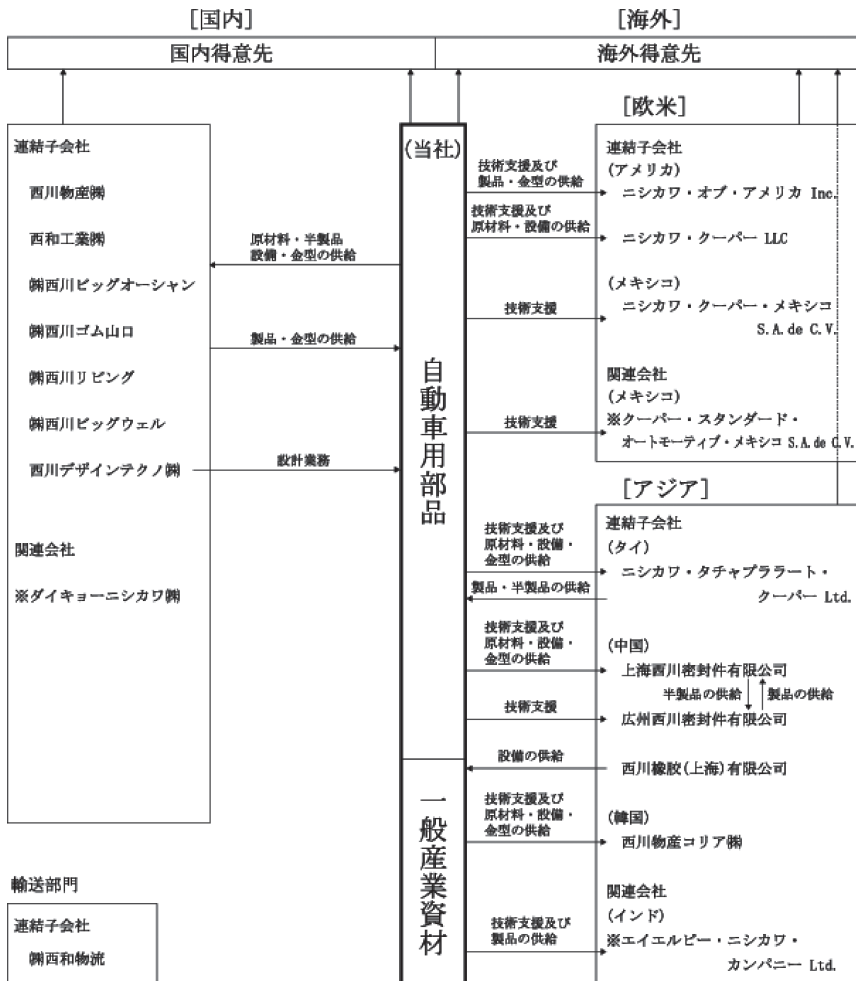 [国内]
[海外]
国内得意先
海外得意先
連結子会社
西川物産㈱
西和工業㈱
㈱西川ビッグオーシャン
㈱西川ゴム山口
㈱西川リビング
㈱西川ビッグウェル
西川デザインテクノ㈱
関連会社
※ダイキョーニシカワ㈱
輸送部門
連結子会社
㈱西和物流
原材料・半製品
設備・金型の供給
製品・金型の供給
設計業務
(当社)
自動車用部品
一般産業資材
技術支援及び
製品・金型の供給
技術支援及び
原材料・設備の供給
技術支援
技術支援
技術支援及び
原材料・設備・
金型の供給
製品・半製品の供給
技術支援及び
原材料・設備・
金型の供給
技術支援
設備の供給
技術支援及び
原材料・設備・
金型の供給
技術支援及び
製品の供給
[欧米]
連結子会社
(アメリカ)
ニシカワ・オブ・アメリカ Inc.
ニシカワ・クーパー LLC
(メキシコ)
ニシカワ・クーパー・メキシコ
S.A. de C.V.
関連会社
(メキシコ)
※クーパー・スタンダード・
オートモーティブ・メキシコ S.A. de C.V.
[アジア]
連結子会社
(タイ)
ニシカワ・タチャプララート・
クーパー Ltd.
(中国)
上海西川密封件有限公司
半製品の供給
製品の供給
広州西川密封件有限公司
西川橡胶(上海)有限公司
(韓国)
西川物産コリア㈱
関連会社
(インド)
※エイエルピー・ニシカワ・
カンパニー Ltd.